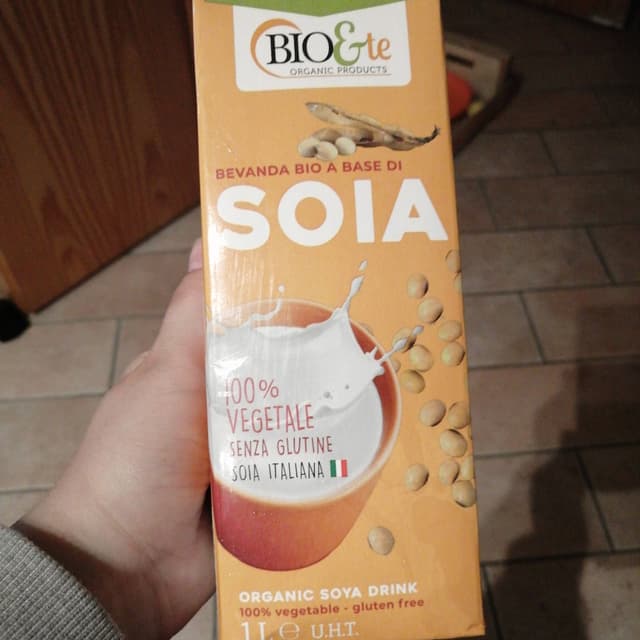 BIO&te
ORGANIC PRODUCTS
BEVANDA BIO A BASE DI
SOIA
100%
VEGETALE
SENZA GLUTINE
SOIA ITALIANA
ORGANIC SOYA DRINK
100% vegetable - gluten free
1L ℮ U.H.T.